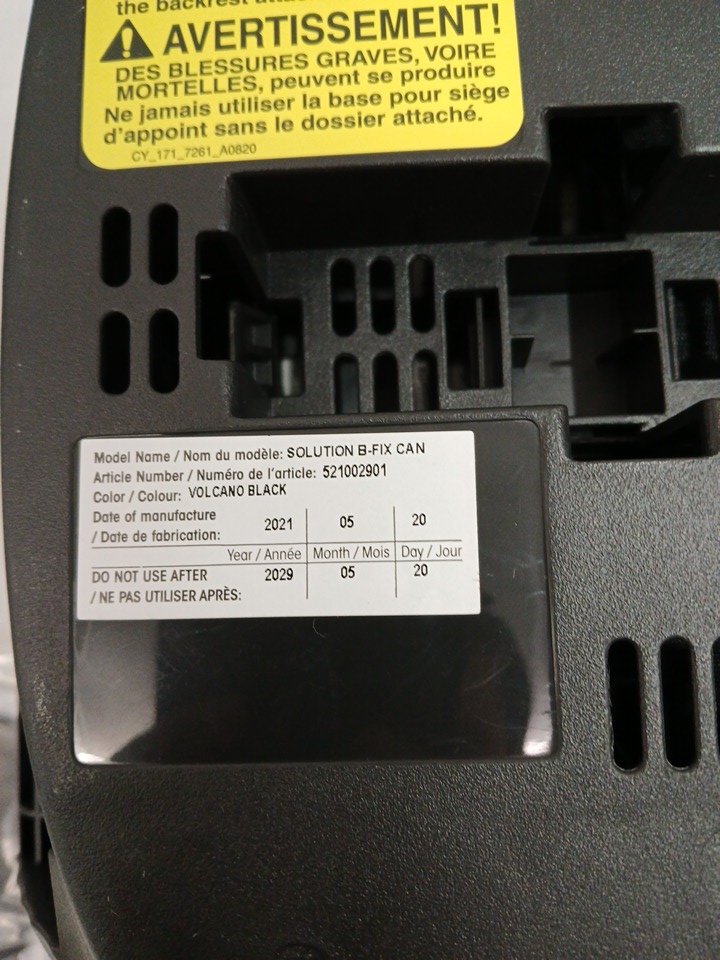 the backrest atta
AVERTISSEMENT!
DES BLESSURES GRAVES, VOIRE
MORTELLES, peuvent se produire
Ne jamais utiliser la base pour siège
d'appoint sans le dossier attaché.
CY_171_7261_A0820
Model Name / Nom du modèle: SOLUTION B-FIX CAN
Article Number / Numéro de l'article: 521002901
Color / Colour: VOLCANO BLACK
Date of manufacture
/ Date de fabrication: 2021 05 20
Year / Année Month / Mois Day / Jour
DO NOT USE AFTER 2029 05 20
/ NE PAS UTILISER APRÈS: